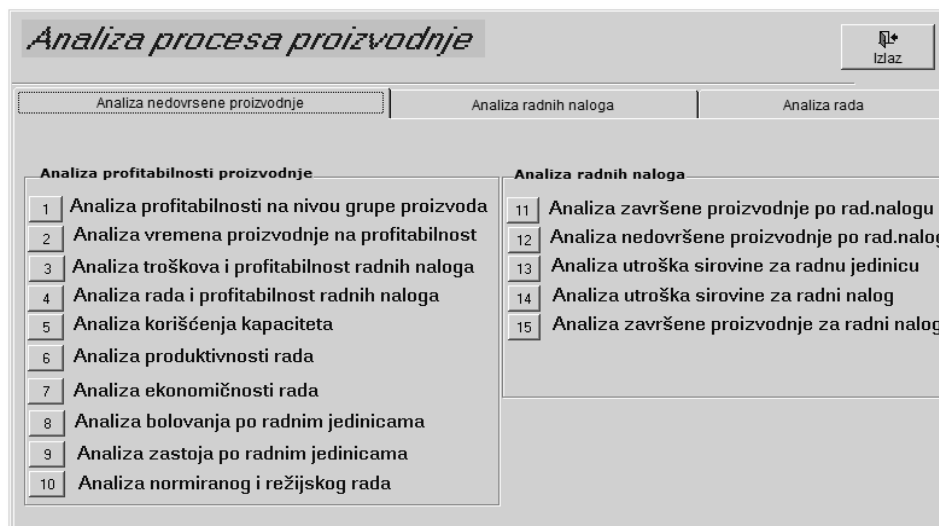 Analiza procesa proizvodnje
Izlaz
Analiza nedovrsene proizvodnje
Analiza radnih naloga
Analiza rada
Analiza profitabilnosti proizvodnje
1 Analiza profitabilnosti na nivou grupe proizvoda
2 Analiza vremena proizvodnje na profitabilnost
3 Analiza troškova i profitabilnost radnih naloga
4 Analiza rada i profitabilnost radnih naloga
5 Analiza korišćenja kapaciteta
6 Analiza produktivnosti rada
7 Analiza ekonomičnosti rada
8 Analiza bolovanja po radnim jedinicama
9 Analiza zastoja po radnim jedinicama
10 Analiza normiranog i režijskog rada
Analiza radnih naloga
11 Analiza završene proizvodnje po rad.nalogu
12 Analiza nedovršene proizvodnje po rad.nalog
13 Analiza utroška sirovine za radnu jedinicu
14 Analiza utroška sirovine za radni nalog
15 Analiza završene proizvodnje za radni nalog